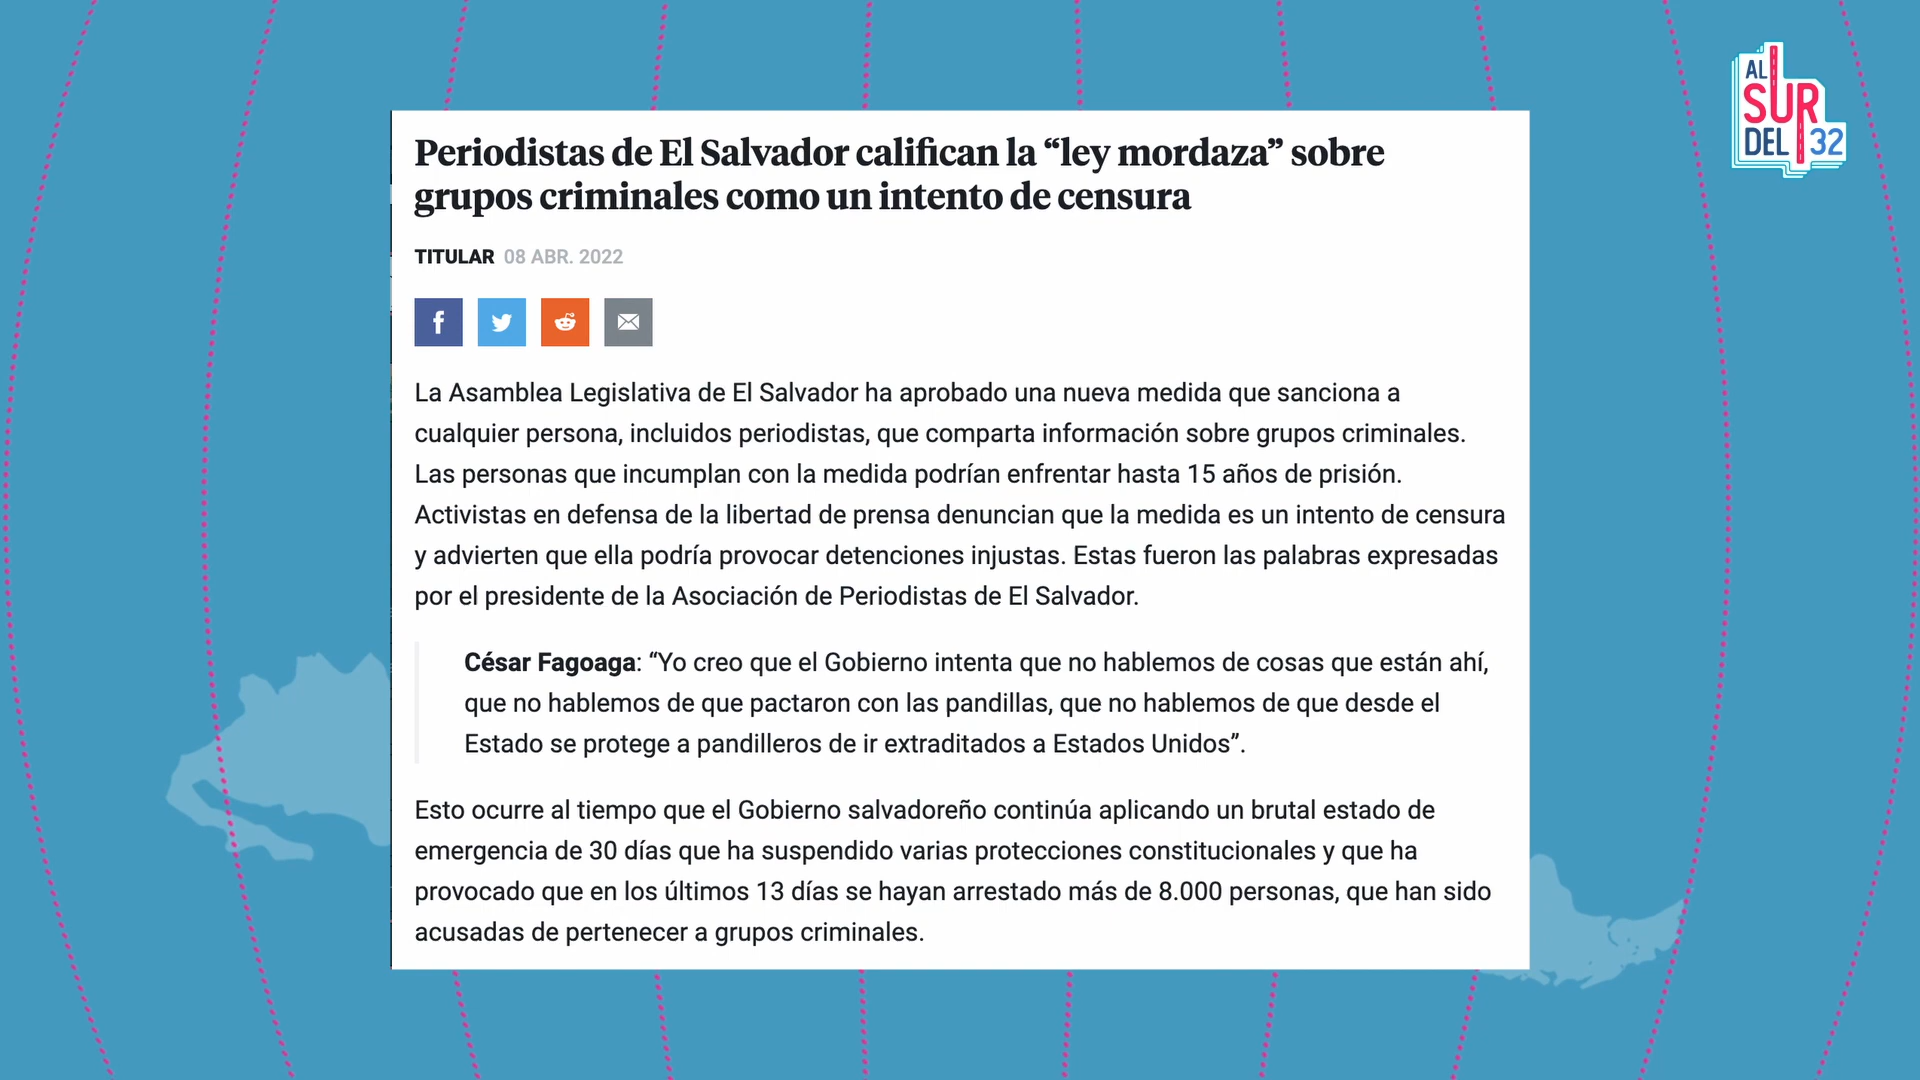 AL
SUR
DEL 32
Periodistas de El Salvador califican la “ley mordaza” sobre
grupos criminales como un intento de censura
TITULAR 08 ABR. 2022
La Asamblea Legislativa de El Salvador ha aprobado una nueva medida que sanciona a
cualquier persona, incluidos periodistas, que comparta información sobre grupos criminales.
Las personas que incumplan con la medida podrían enfrentar hasta 15 años de prisión.
Activistas en defensa de la libertad de prensa denuncian que la medida es un intento de censura
y advierten que ella podría provocar detenciones injustas. Estas fueron las palabras expresadas
por el presidente de la Asociación de Periodistas de El Salvador.
César Fagoaga: “Yo creo que el Gobierno intenta que no hablemos de cosas que están ahí,
que no hablemos de que pactaron con las pandillas, que no hablemos de que desde el
Estado se protege a pandilleros de ir extraditados a Estados Unidos”.
Esto ocurre al tiempo que el Gobierno salvadoreño continúa aplicando un brutal estado de
emergencia de 30 días que ha suspendido varias protecciones constitucionales y que ha
provocado que en los últimos 13 días se hayan arrestado más de 8.000 personas, que han sido
acusadas de pertenecer a grupos criminales.